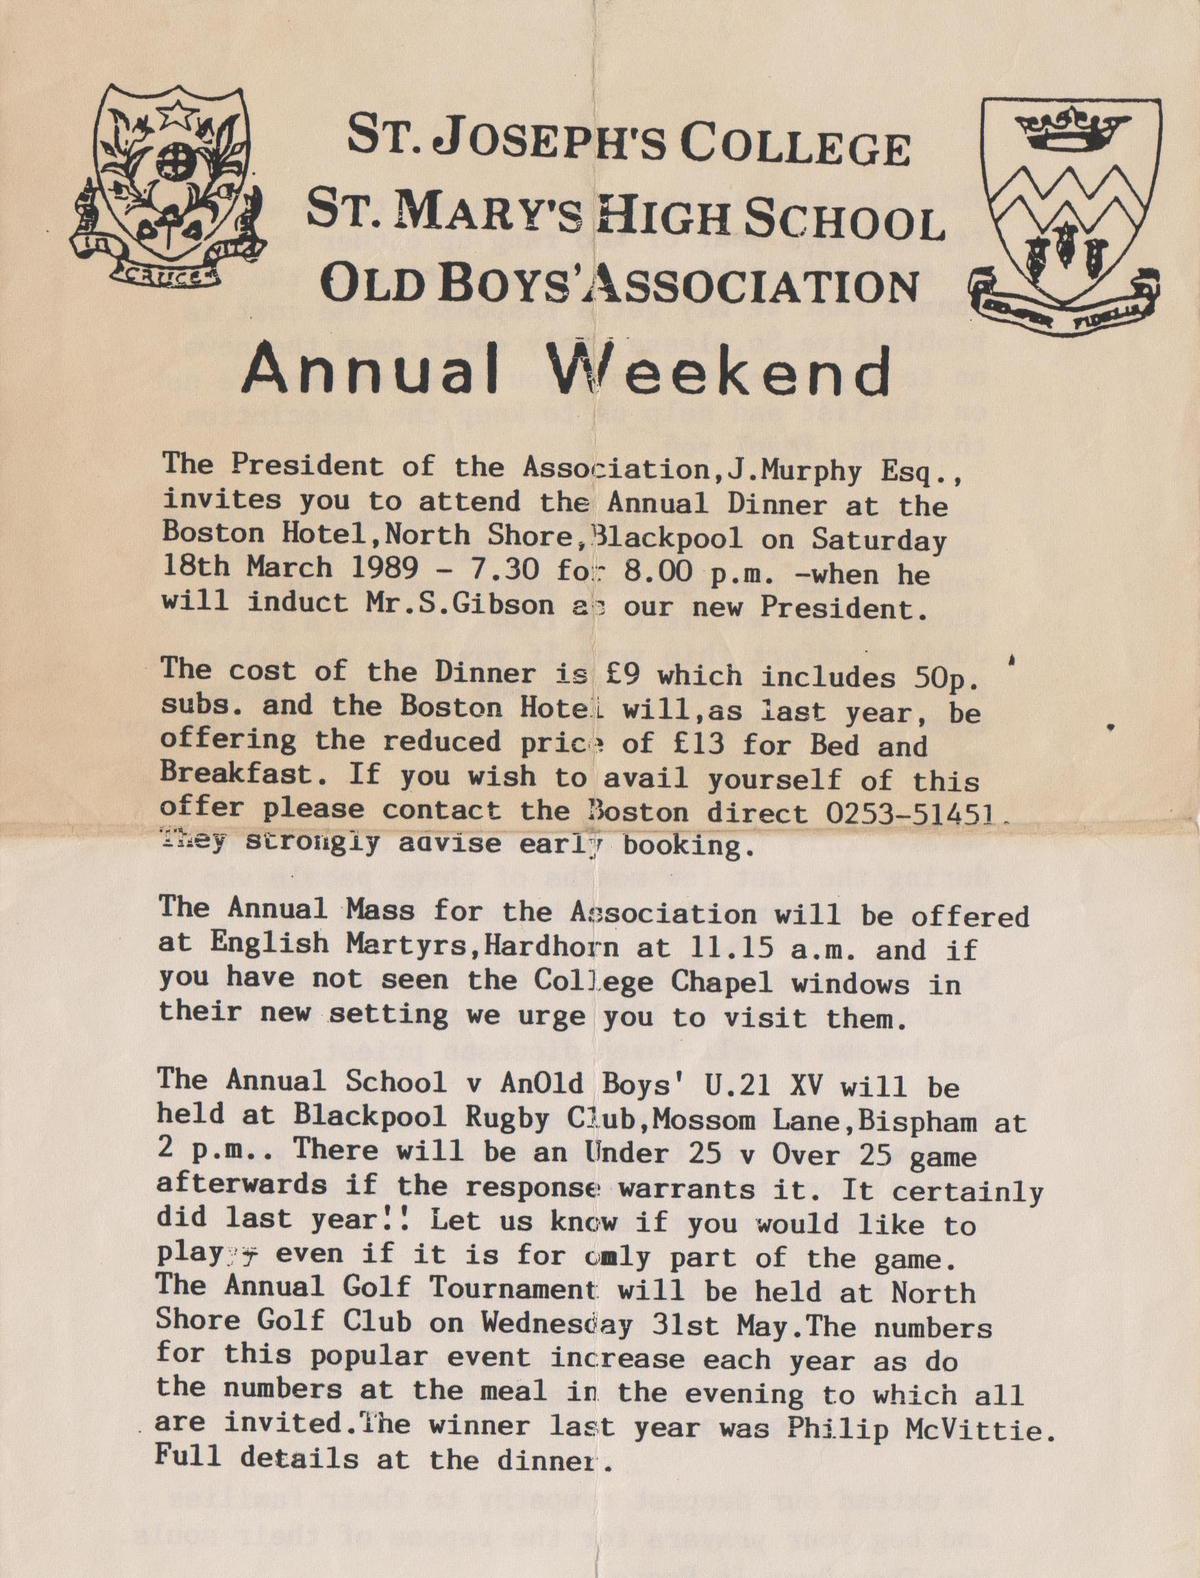 ST. JOSEPH'S COLLEGE
ST. MARY'S HIGH SCHOOL
OLD BOYS' ASSOCIATION
IN CRUCE VITA
SEMPER FIDELIS
Annual Weekend
The President of the Association,J.Murphy Esq.,
invites you to attend the Annual Dinner at the
Boston Hotel,North Shore,Blackpool on Saturday
18th March 1989 - 7.30 for 8.00 p.m. -when he
will induct Mr.S.Gibson as our new President.
The cost of the Dinner is £9 which includes 50p.
subs. and the Boston Hotel will,as last year, be
offering the reduced price of £13 for Bed and
Breakfast. If you wish to avail yourself of this
offer please contact the Boston direct 0253-51451.
They strongly advise early booking.
The Annual Mass for the Association will be offered
at English Martyrs,Hardhorn at 11.15 a.m. and if
you have not seen the College Chapel windows in
their new setting we urge you to visit them.
The Annual School v AnOld Boys' U.21 XV will be
held at Blackpool Rugby Club,Mossom Lane,Bispham at
2 p.m.. There will be an Under 25 v Over 25 game
afterwards if the response warrants it. It certainly
did last year!! Let us know if you would like to
play even if it is for only part of the game.
The Annual Golf Tournament will be held at North
Shore Golf Club on Wednesday 31st May.The numbers
for this popular event increase each year as do
the numbers at the meal in the evening to which all
are invited.The winner last year was Philip McVittie.
Full details at the dinner.